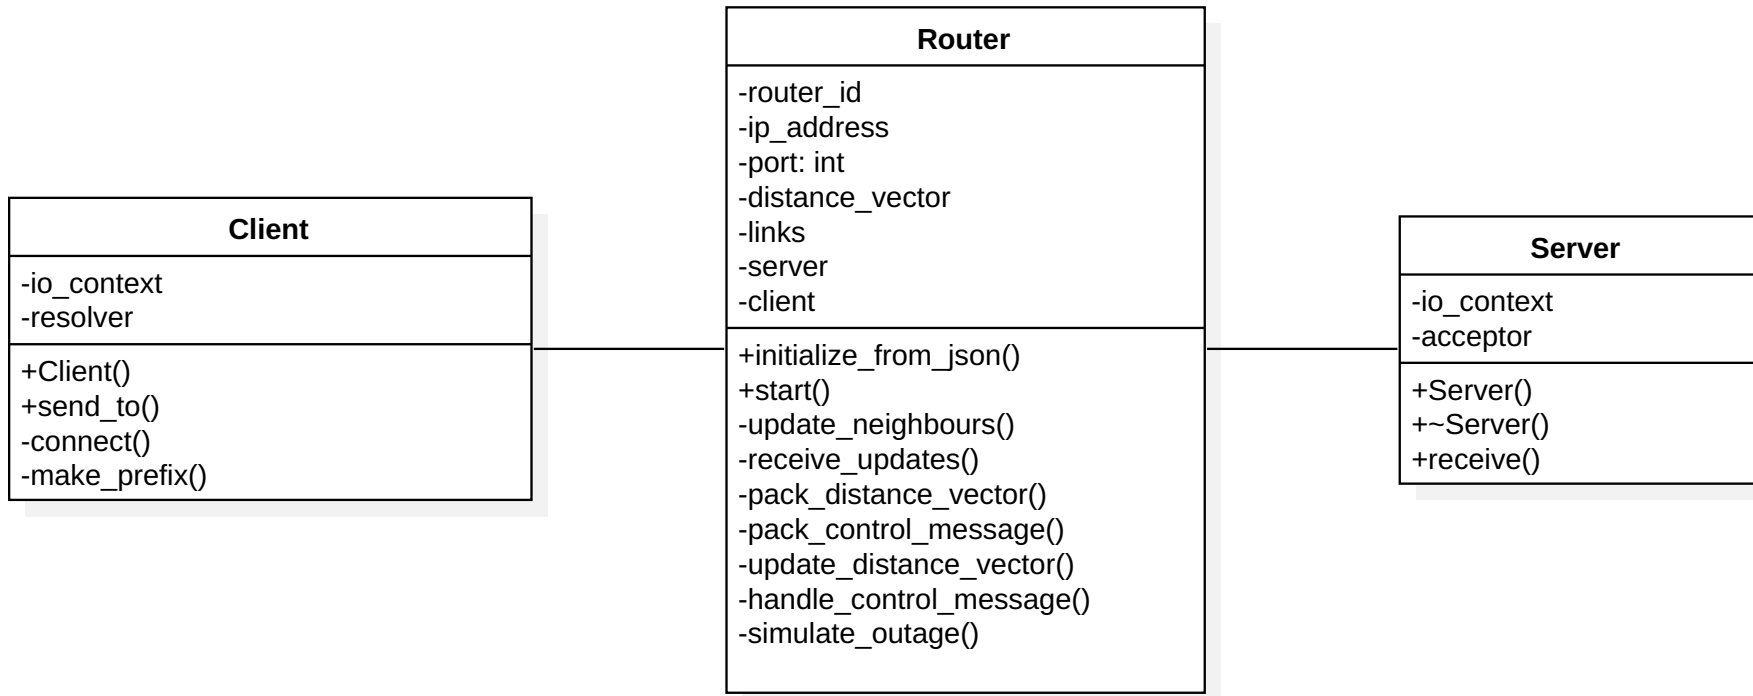 Client
-io_context
-resolver
+Client()
+send_to()
-connect()
-make_prefix()
Router
-router_id
-ip_address
-port: int
-distance_vector
-links
-server
-client
+initialize_from_json()
+start()
-update_neighbours()
-receive_updates()
-pack_distance_vector()
-pack_control_message()
-update_distance_vector()
-handle_control_message()
-simulate_outage()
Server
-io_context
-acceptor
+Server()
+~Server()
+receive()